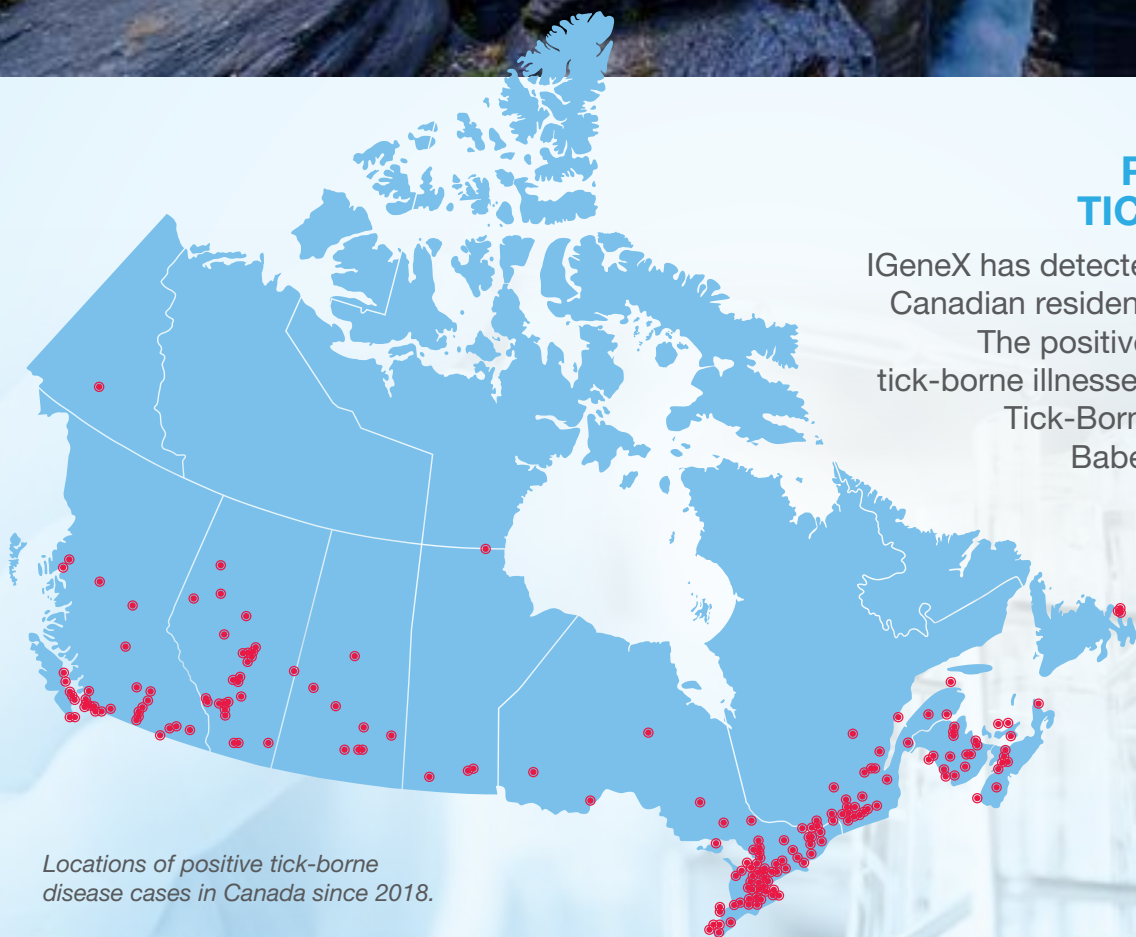 TIC
IGeneX has detecte
Canadian residen
The positive
tick-borne illnesse
Tick-Born
Babe
Locations of positive tick-borne
disease cases in Canada since 2018.